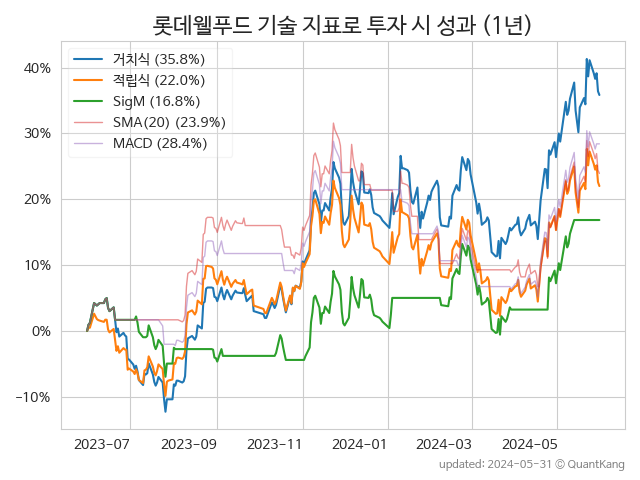 롯데웰푸드 기술 지표로 투자 시 성과 (1년)
거치식 (35.8%)
적립식 (22.0%)
SigM (16.8%)
SMA(20) (23.9%)
MACD (28.4%)
40%
30%
20%
10%
0%
−10%
2023-07
2023-09
2023-11
2024-01
2024-03
2024-05
updated: 2024-05-31 © QuantKang